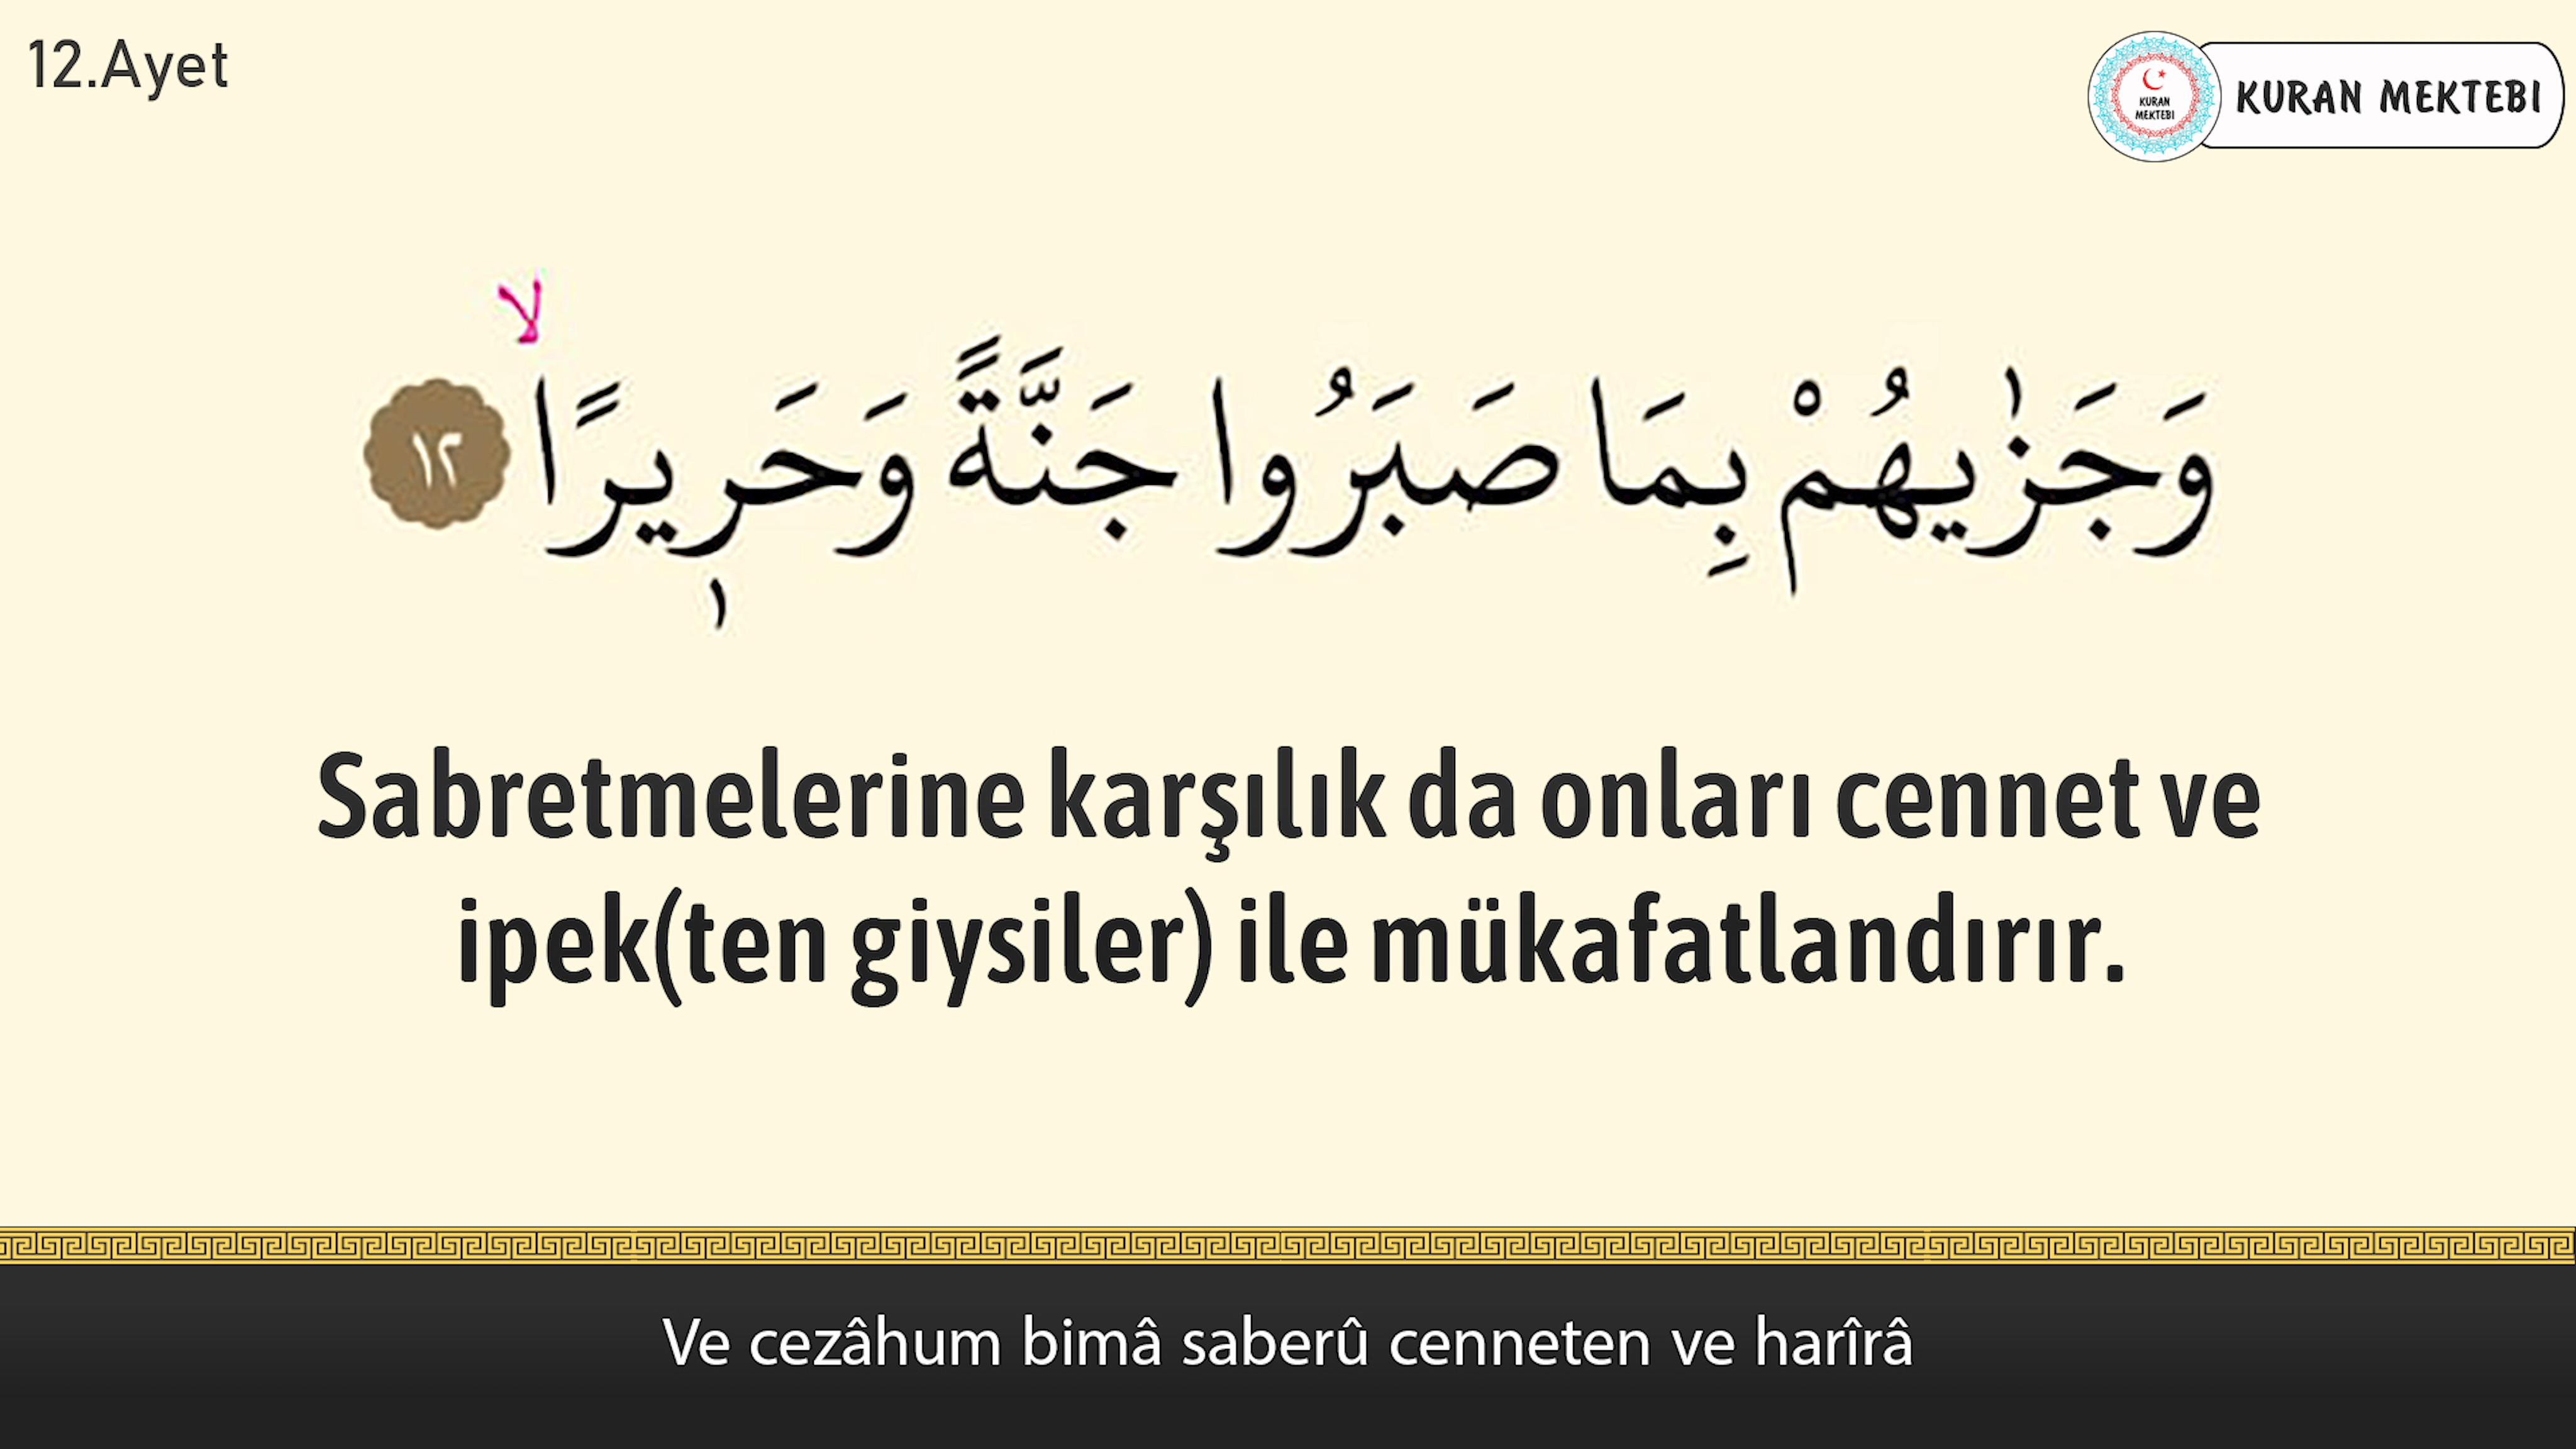 12.Ayet
KURAN
MEKTEBI
KURAN MEKTEBI
وَجَزٰيهُمْ بِمَا صَبَرُوا جَنَّةً وَحَر۪يرًاۙ ١٢
Sabretmelerine karşılık da onları cennet ve
ipek(ten giysiler) ile mükafatlandırır.
Ve cezâhum bimâ saberû cenneten ve harîrâ